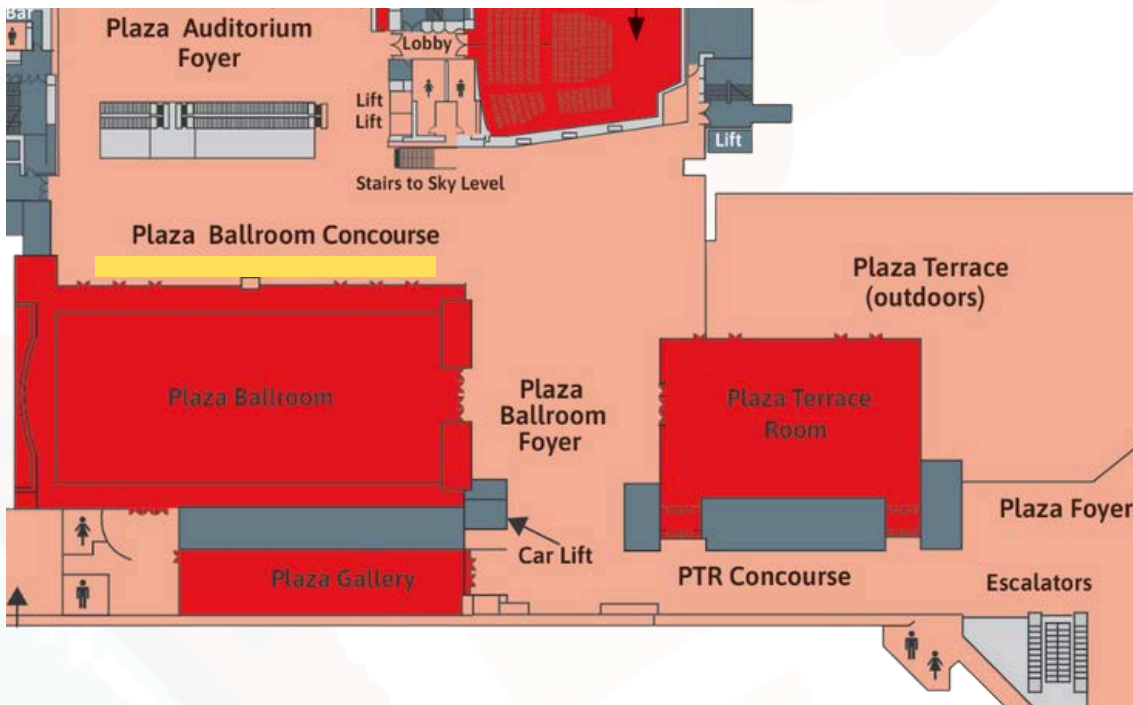 Bar
Plaza Auditorium
Foyer
Lobby
Lift
Lift
Lift
Stairs to Sky Level
Plaza Ballroom Concourse
Plaza Terrace
(outdoors)
Plaza Ballroom
Plaza
Ballroom
Foyer
Plaza Terrace
Room
Plaza Foyer
Car Lift
Plaza Gallery
PTR Concourse
Escalators